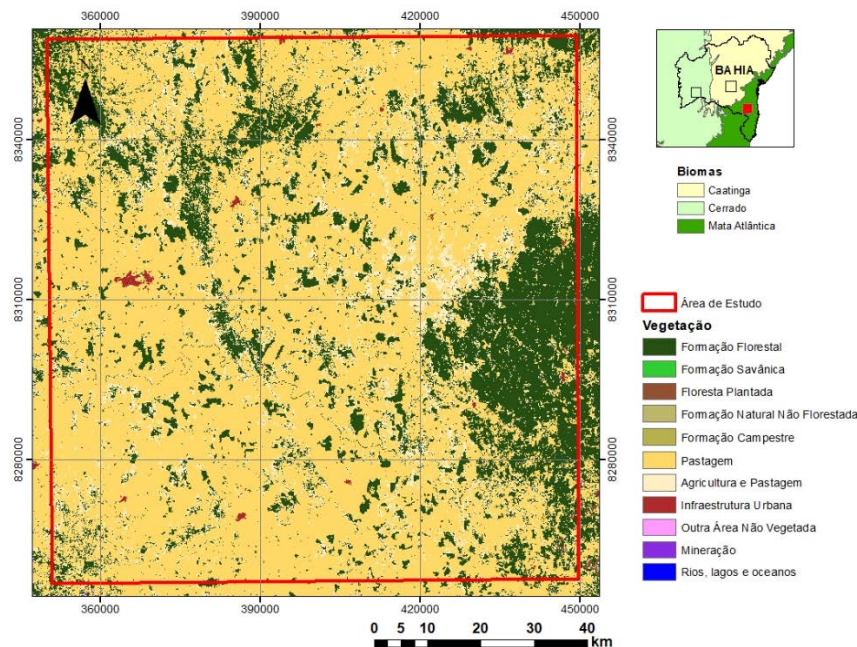 360000 390000 420000 450000
8340000 8340000
8310000 8310000
8280000 8280000
360000 390000 420000 450000
0 5 10 20 30 40
km
BAHIA
Biomas
Caatinga
Cerrado
Mata Atlântica
Área de Estudo
Vegetação
Formação Florestal
Formação Savânica
Floresta Plantada
Formação Natural Não Florestada
Formação Campestre
Pastagem
Agricultura e Pastagem
Infraestrutura Urbana
Outra Área Não Vegetada
Mineração
Rios, lagos e oceanos